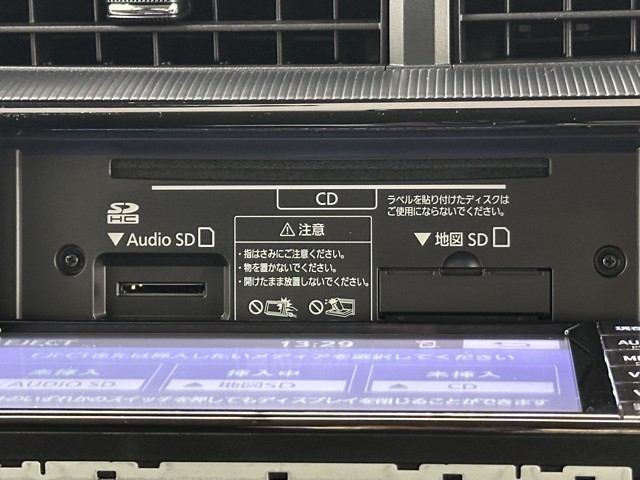 CD
ラベルを貼り付けたディスクは
ご使用にならないでください。
SD
HC
▼Audio SD
⚠注意
・指はさみにご注意ください。
・物を置かないでください。
・開けたまま放置しないでください。
▼地図 SD
EJECT
13:29
EJECTまたは挿入したいメディアを選択してください
未挿入
挿入中
未挿入
AUDIO SD
地図SD
CD
のいずれかのスイッチを押してもディスプレイを閉じることができます
AU